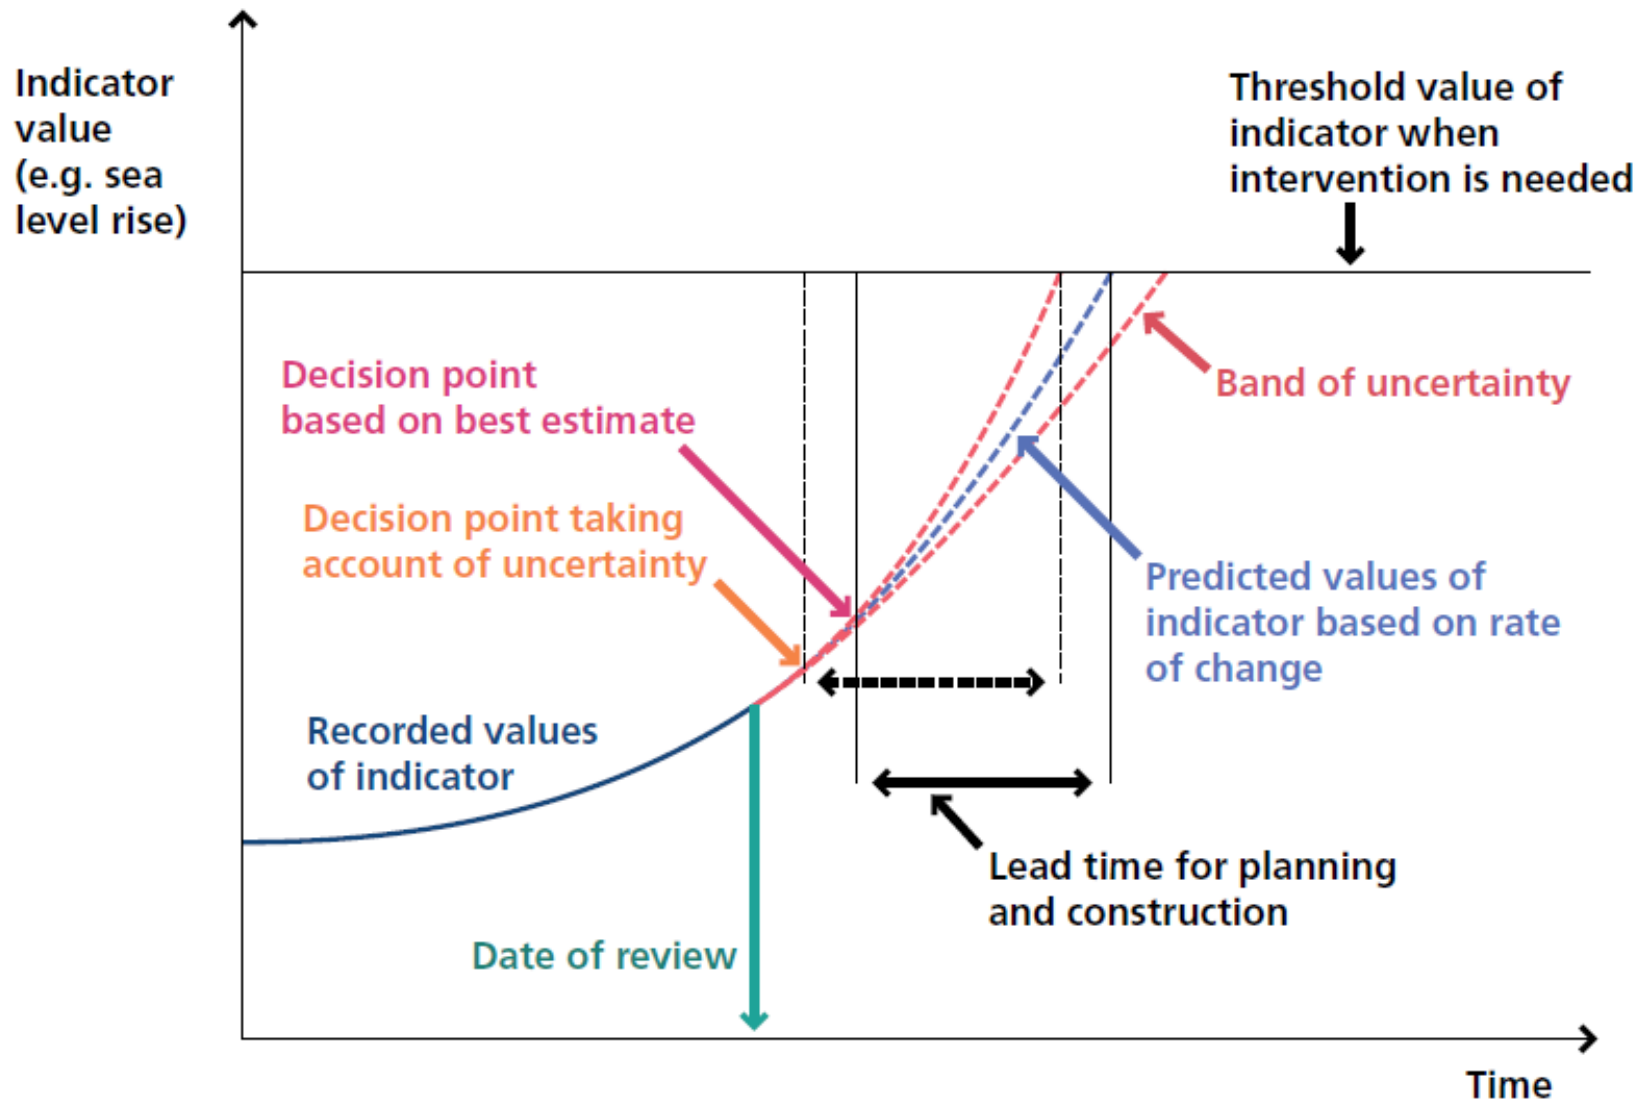 Indicator
value
(e.g. sea
level rise)
Threshold value of
indicator when
intervention is needed
Decision point
based on best estimate
Band of uncertainty
Decision point taking
account of uncertainty
Predicted values of
indicator based on rate
of change
Recorded values
of indicator
Lead time for planning
and construction
Date of review
Time